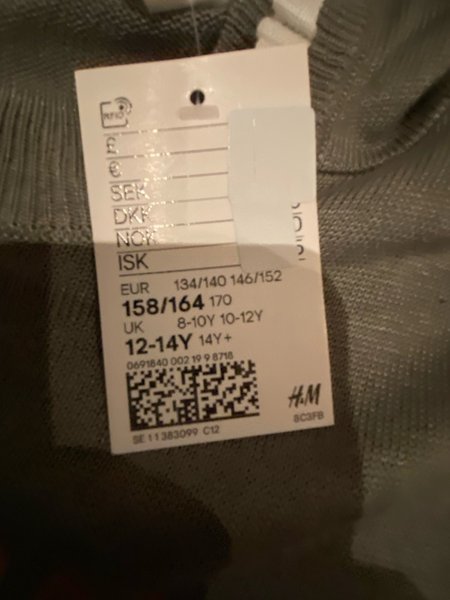 RFID
£
€
SEK
DKK
NOK
ISK
EUR 134/140 146/152
158/164 170
UK 8-10Y 10-12Y
12-14Y 14Y+
0691840 002 19 9 8718
H&M
SC3FB
SE 11383099 C12